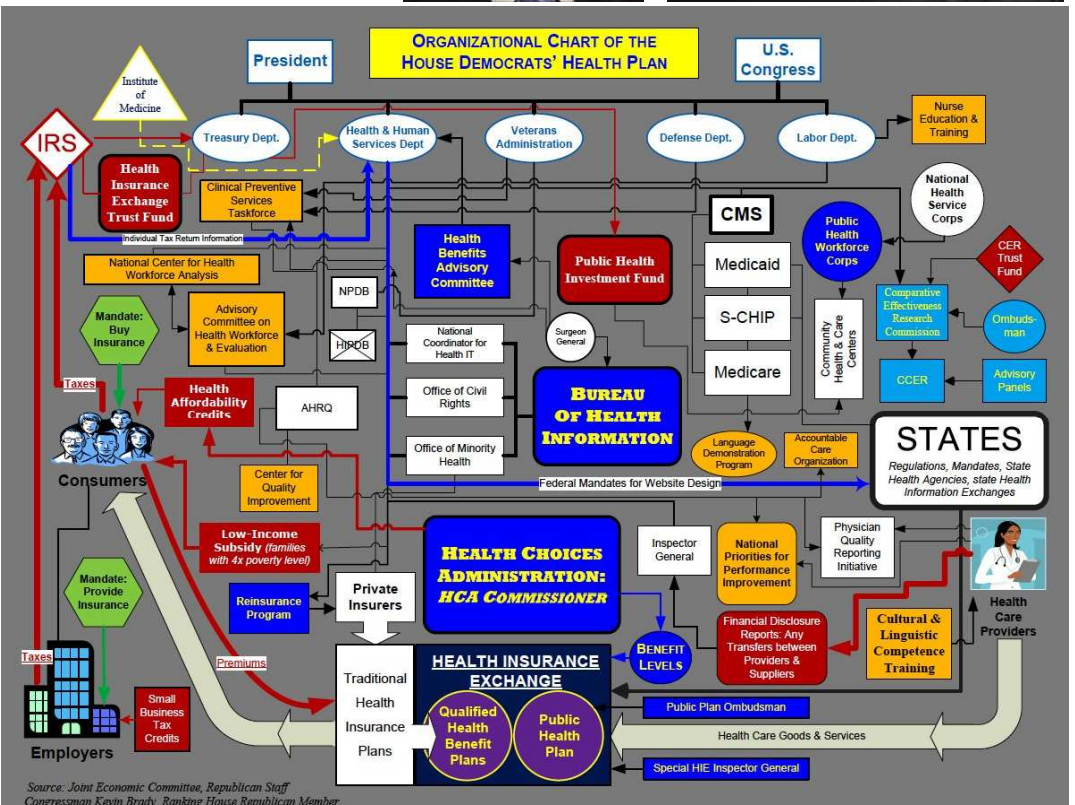 ORGANIZATIONAL CHART OF THE
HOUSE DEMOCRATS' HEALTH PLAN
President
U.S.
Congress
Institute
of
Medicine
IRS
Treasury Dept.
Health & Human
Services Dept
Veterans
Administration
Defense Dept.
Labor Dept.
Nurse
Education &
Training
Health
Insurance
Exchange
Trust Fund
Clinical Preventive
Services
Taskforce
Individual Tax Return Information
National Center for Health
Workforce Analysis
Health
Benefits
Advisory
Committee
Public Health
Investment Fund
CMS
Medicaid
S-CHIP
Medicare
Public
Health
Workforce
Corps
National
Health
Service
Corps
CER
Trust
Fund
Mandate:
Buy
Insurance
Advisory
Committee on
Health Workforce
& Evaluation
NPDB
HIPDB
National
Coordinator for
Health IT
Surgeon
General
Community
Health & Care
Centers
Comparative
Effectiveness
Research
Commission
Ombuds-
man
CCER
Advisory
Panels
Taxes
Health
Affordability
Credits
AHRQ
Office of Civil
Rights
Office of Minority
Health
BUREAU
OF HEALTH
INFORMATION
Language
Demonstration
Program
Accountable
Care
Organization
STATES
Regulations, Mandates, State
Health Agencies, state Health
Information Exchanges
Consumers
Center for
Quality
Improvement
Federal Mandates for Website Design
Low-Income
Subsidy (families
with 4x poverty level)
HEALTH CHOICES
ADMINISTRATION:
HCA COMMISSIONER
Inspector
General
National
Priorities for
Performance
Improvement
Physician
Quality
Reporting
Initiative
Health
Care
Providers
Mandate:
Provide
Insurance
Reinsurance
Program
Private
Insurers
Financial Disclosure
Reports: Any
Transfers between
Providers &
Suppliers
Cultural &
Linguistic
Competence
Training
Taxes
Premiums
BENEFIT
LEVELS
Traditional
Health
Insurance
Plans
HEALTH INSURANCE
EXCHANGE
Qualified
Health
Benefit
Plans
Public
Health
Plan
Public Plan Ombudsman
Health Care Goods & Services
Special HIE Inspector General
Small
Business
Tax
Credits
Employers
Source: Joint Economic Committee, Republican Staff
Congressman Kevin Brady, Ranking House Republican Member